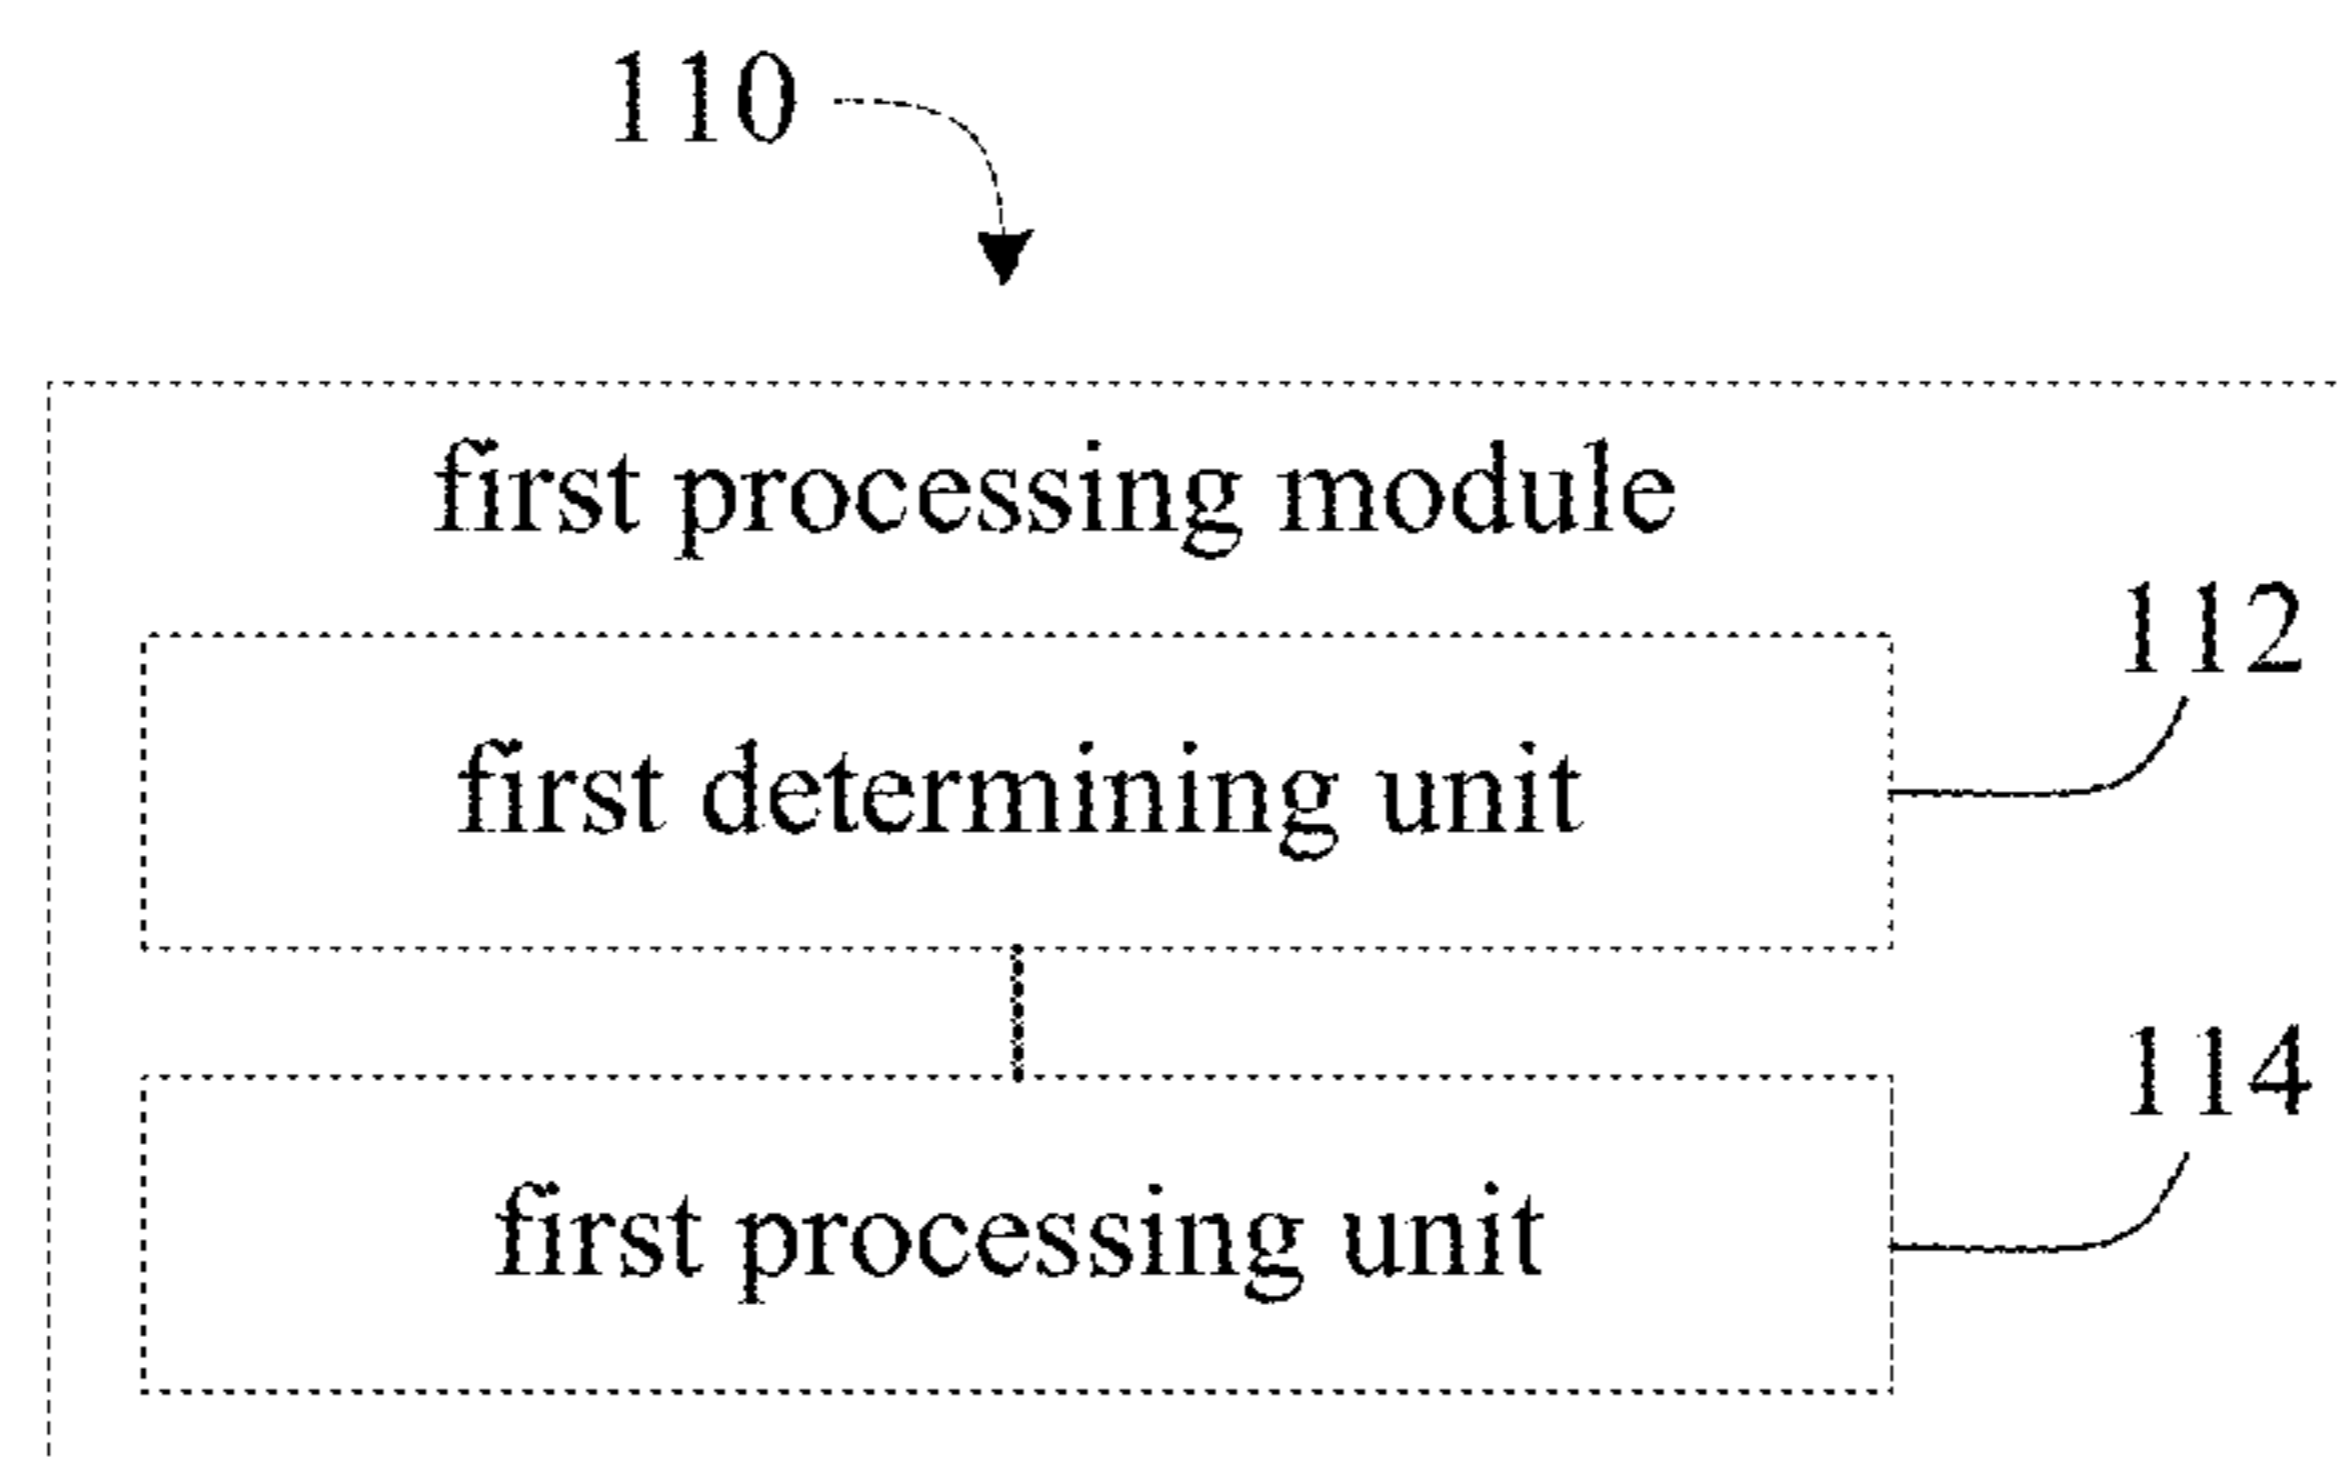 110
first processing module
112
first determining unit
114
first processing unit